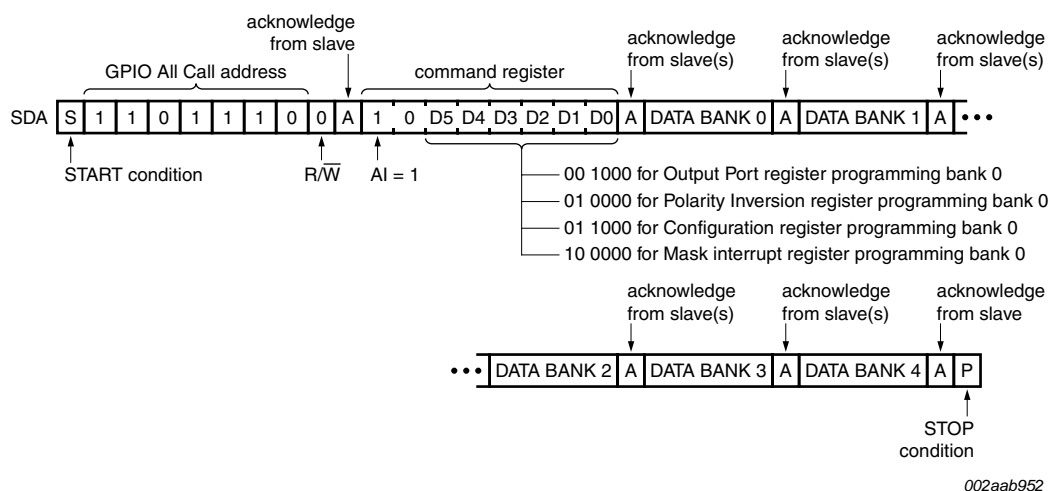 acknowledge
from slave
acknowledge
from slave(s)
acknowledge
from slave(s)
acknowledge
from slave(s)
GPIO All Call address
command register
SDA S 1 1 0 1 1 1 0 0 A 1 0 D5 D4 D3 D2 D1 D0 A DATA BANK 0 A DATA BANK 1 A •••
START condition
R/W̅
AI = 1
00 1000 for Output Port register programming bank 0
01 0000 for Polarity Inversion register programming bank 0
01 1000 for Configuration register programming bank 0
10 0000 for Mask interrupt register programming bank 0
acknowledge
from slave(s)
acknowledge
from slave(s)
acknowledge
from slave
••• DATA BANK 2 A DATA BANK 3 A DATA BANK 4 A P
STOP
condition
002aab952